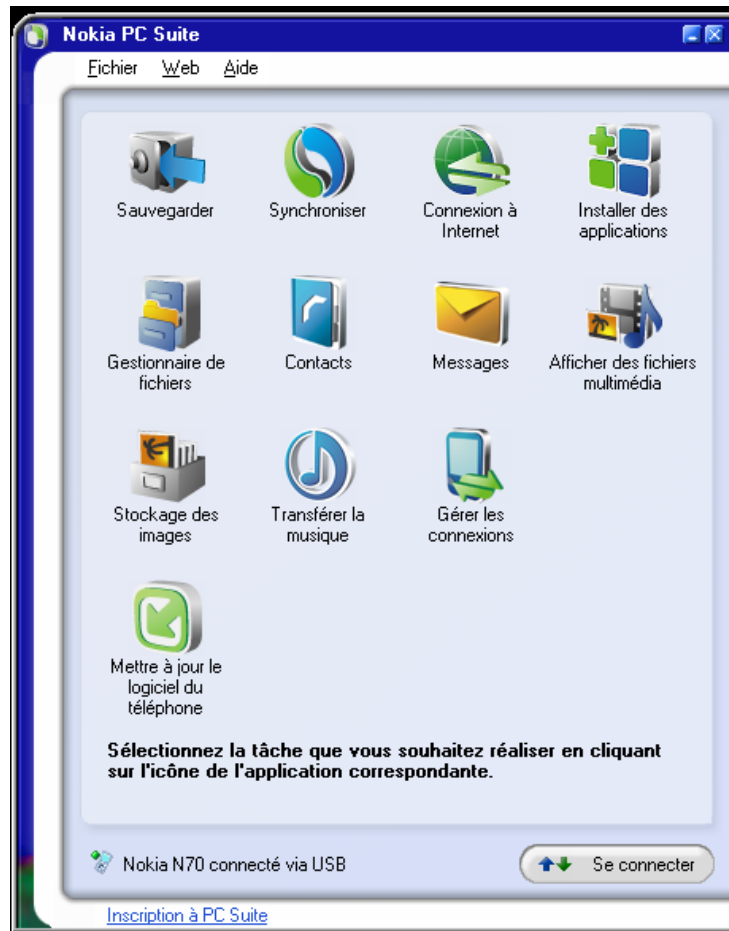 Nokia PC Suite
Fichier Web Aide
Sauvegarder
Synchroniser
Connexion à
Internet
Installer des
applications
Gestionnaire de
fichiers
Contacts
Messages
Afficher des fichiers
multimédia
Stockage des
images
Transférer la
musique
Gérer les
connexions
Mettre à jour le
logiciel du
téléphone
Sélectionnez la tâche que vous souhaitez réaliser en cliquant
sur l'icône de l'application correspondante.
Nokia N70 connecté via USB
Se connecter
Inscription à PC Suite